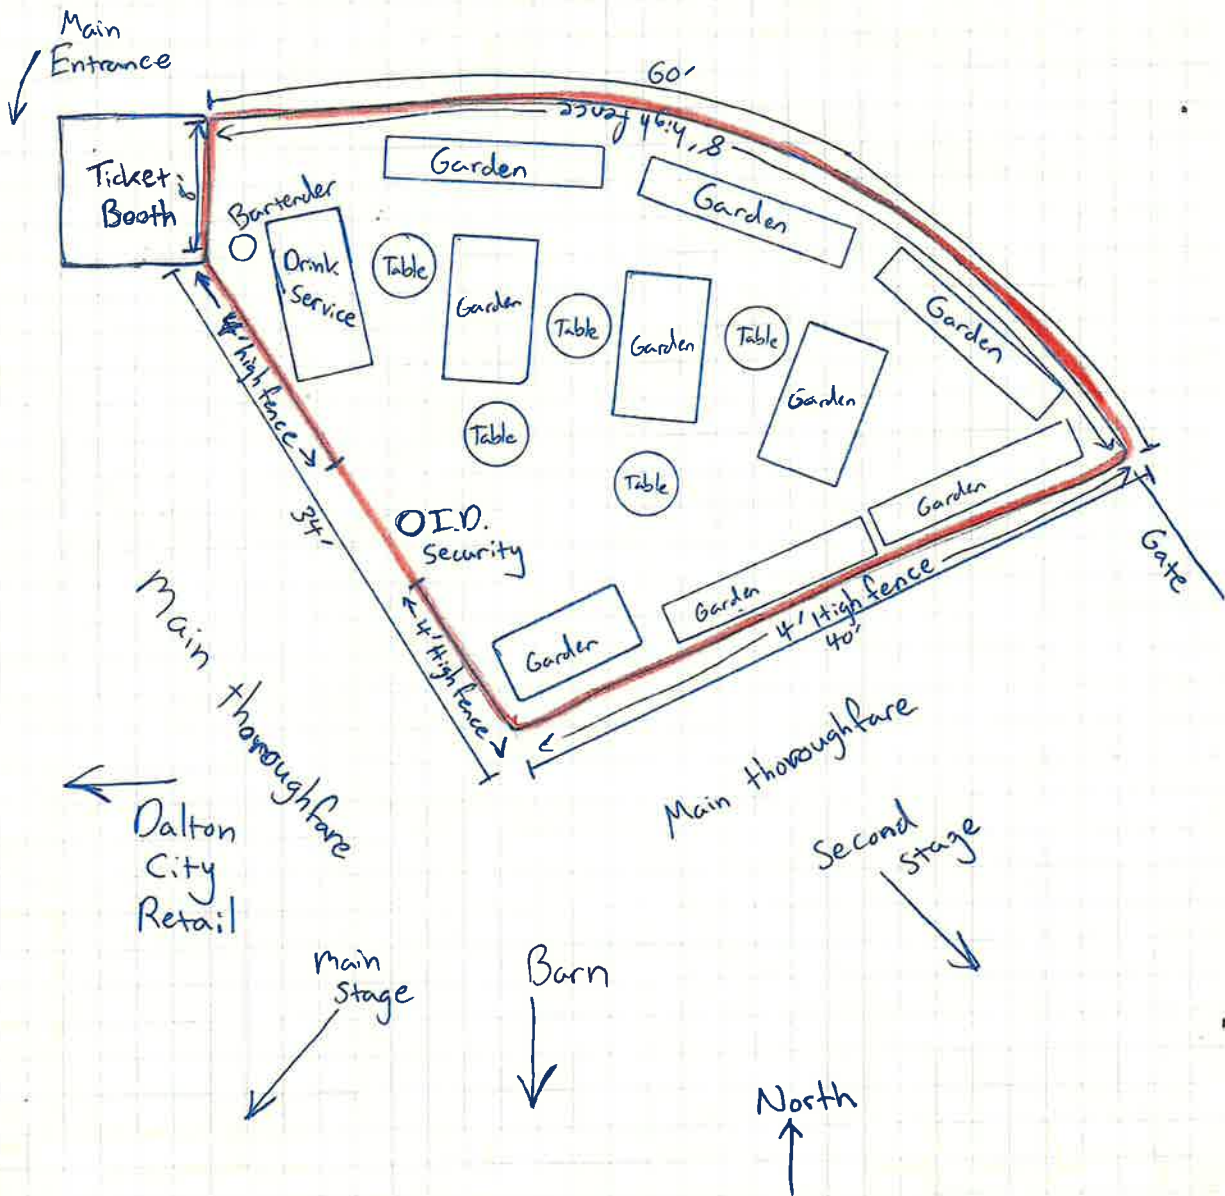 Main
Entrance
60'
8' high fence
Ticket
Booth
Bartender
Drink
Service
Table
Garden
Garden
Garden
Table
Garden
Table
Garden
Garden
Table
Table
4' high fence
34'
I.D.
Security
4' High fence
Garden
Garden
Garden
4' High fence
40'
Gate
Main thoroughfare
Main thoroughfare
Dalton
City
Retail
Second
Stage
Main
Stage
Barn
North